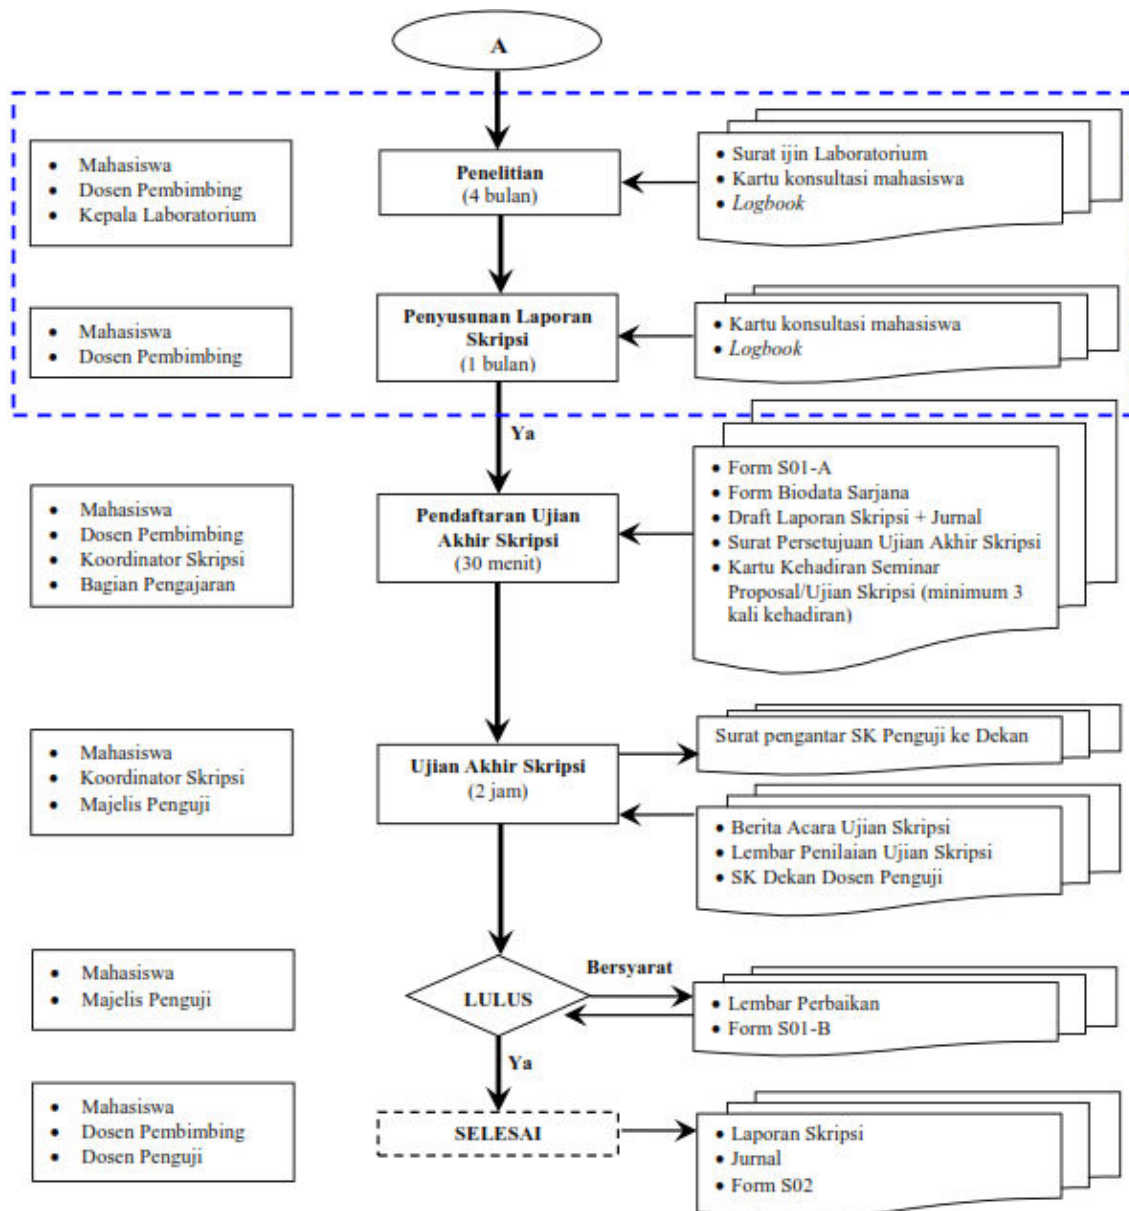 A
• Mahasiswa
• Dosen Pembimbing
• Kepala Laboratorium
Penelitian
(4 bulan)
• Surat ijin Laboratorium
• Kartu konsultasi mahasiswa
• Logbook
• Mahasiswa
• Dosen Pembimbing
Penyusunan Laporan
Skripsi
(1 bulan)
• Kartu konsultasi mahasiswa
• Logbook
Ya
• Mahasiswa
• Dosen Pembimbing
• Koordinator Skripsi
• Bagian Pengajaran
Pendaftaran Ujian
Akhir Skripsi
(30 menit)
• Form S01-A
• Form Biodata Sarjana
• Draft Laporan Skripsi + Jurnal
• Surat Persetujuan Ujian Akhir Skripsi
• Kartu Kehadiran Seminar
Proposal/Ujian Skripsi (minimum 3
kali kehadiran)
• Mahasiswa
• Koordinator Skripsi
• Majelis Penguji
Ujian Akhir Skripsi
(2 jam)
Surat pengantar SK Penguji ke Dekan
• Berita Acara Ujian Skripsi
• Lembar Penilaian Ujian Skripsi
• SK Dekan Dosen Penguji
• Mahasiswa
• Majelis Penguji
LULUS
Bersyarat
• Lembar Perbaikan
• Form S01-B
Ya
• Mahasiswa
• Dosen Pembimbing
• Dosen Penguji
SELESAI
• Laporan Skripsi
• Jurnal
• Form S02